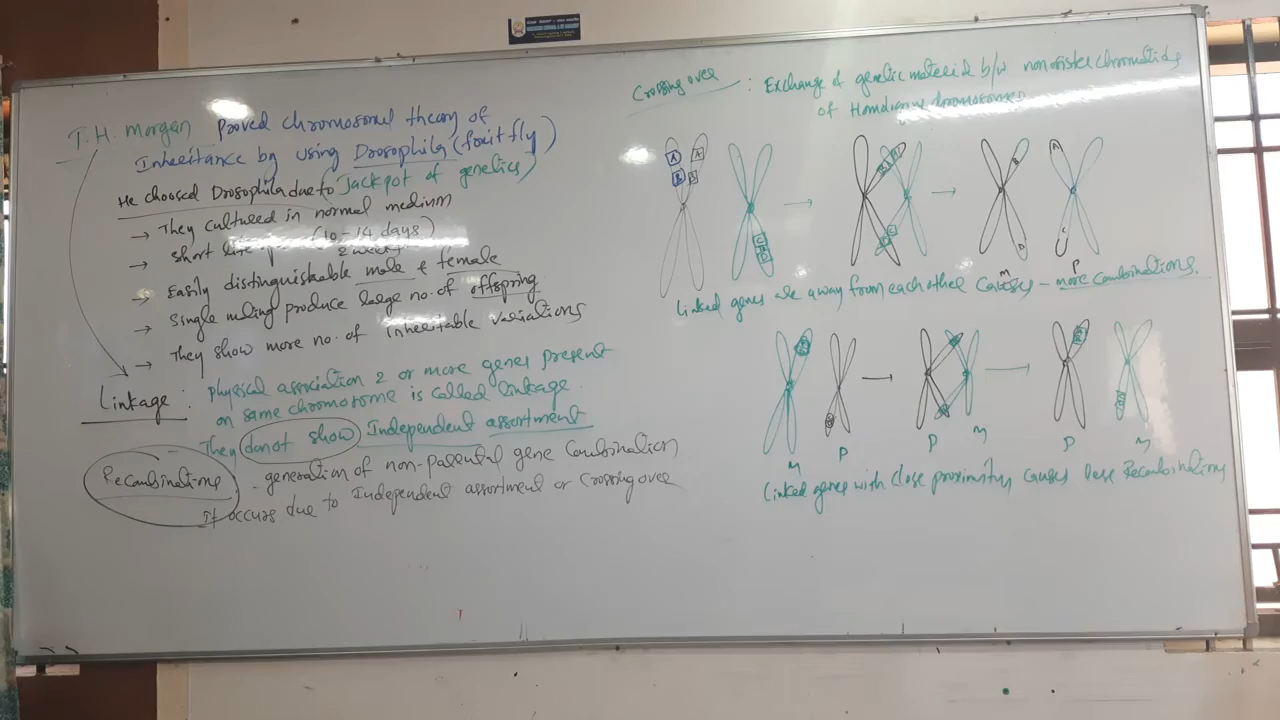 T.H. Morgan Proved chromosomal theory of
Inheritance by using Drosophila (fruit fly)
He choosed Drosophila due to (Jackpot of genetics)
→ They cultured in normal medium
→ short life (10-14 days)
2 weeks
→ Easily distinguishable male & female
→ Single mating produce large no. of offspring
→ They show more no. of inheritable variations
Linkage : Physical association 2 or more genes present
on same chromosome is called linkage.
They donot show Independent assortment
Recombinations - generation of non-parental gene Combination
It occurs due to Independent assortment or Crossing over
Crossing over : Exchange of genetic material b/w non sister chromatids
of chromosomes
A A
B B
M P
Linked genes are away from each other Causes - more combinations.
M P P M P M
Linked genes with close proximity causes less Recombinations